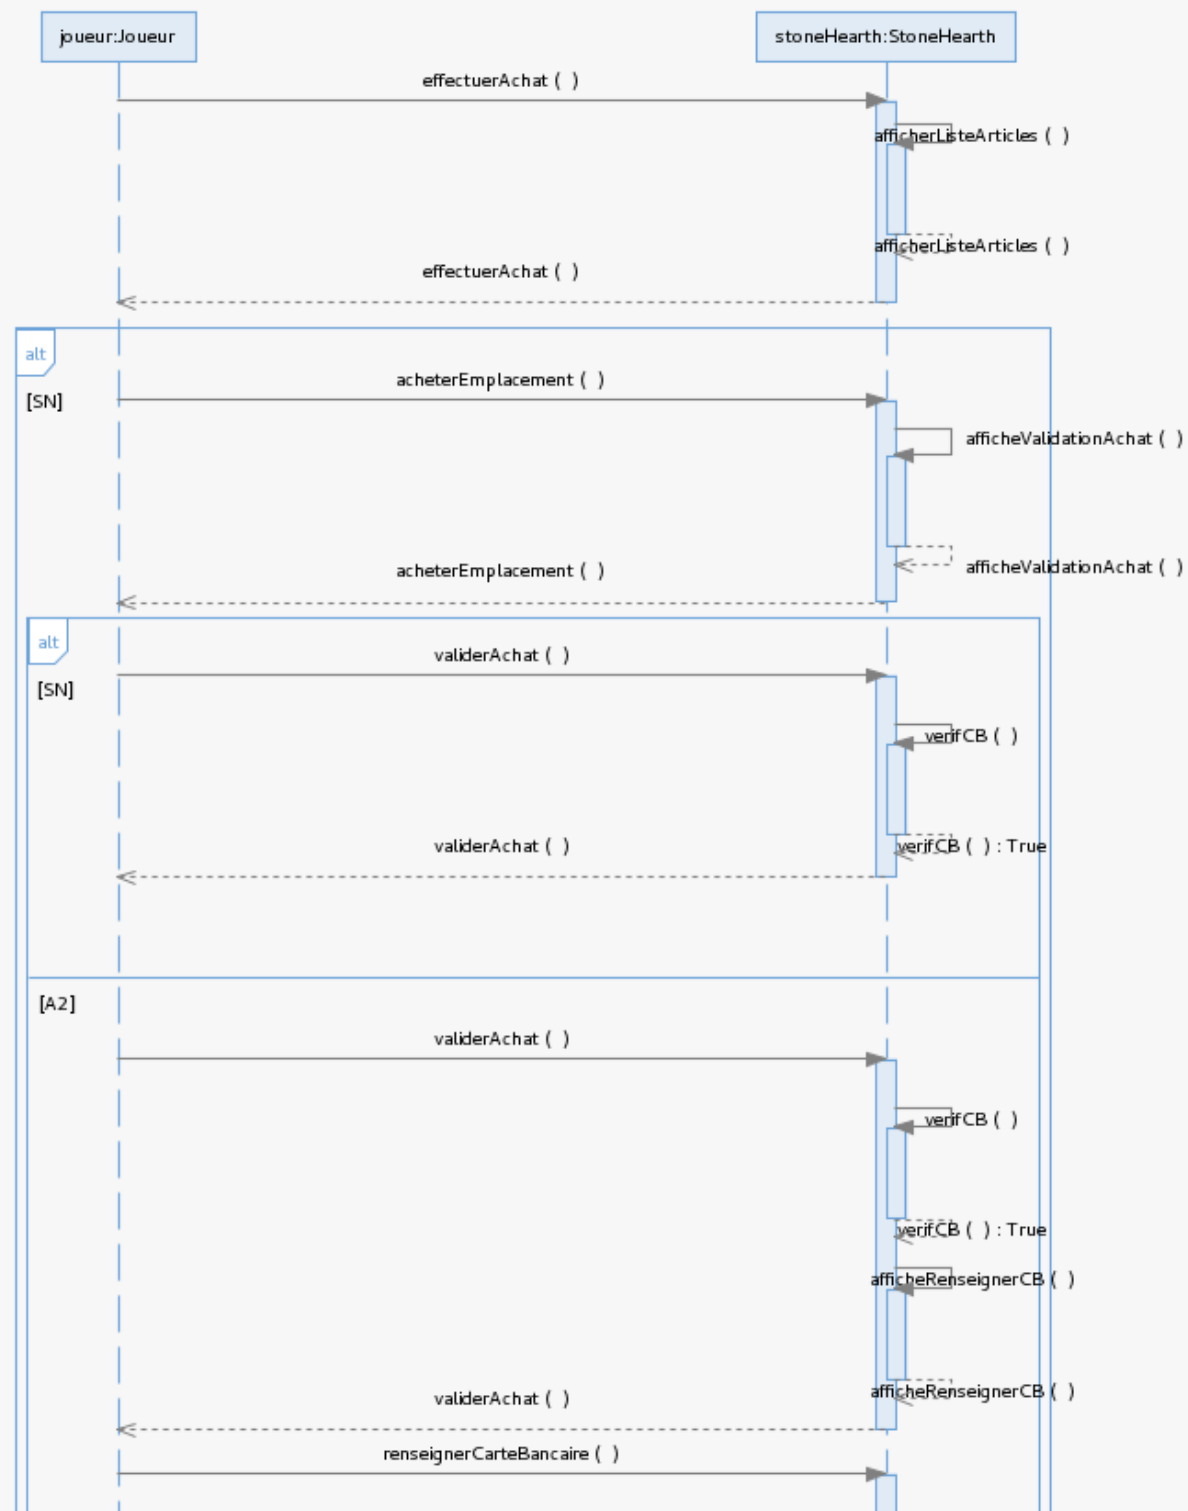 joueur:Joueur
stoneHearth:StoneHearth
effectuerAchat ( )
afficherListeArticles ( )
afficherListeArticles ( )
effectuerAchat ( )
alt
acheterEmplacement ( )
[SN]
afficheValidationAchat ( )
afficheValidationAchat ( )
acheterEmplacement ( )
alt
validerAchat ( )
[SN]
verifCB ( )
validerAchat ( )
verifCB ( ) : True
[A2]
validerAchat ( )
verifCB ( )
verifCB ( ) : True
afficheRenseignerCB ( )
afficheRenseignerCB ( )
validerAchat ( )
renseignerCarteBancaire ( )